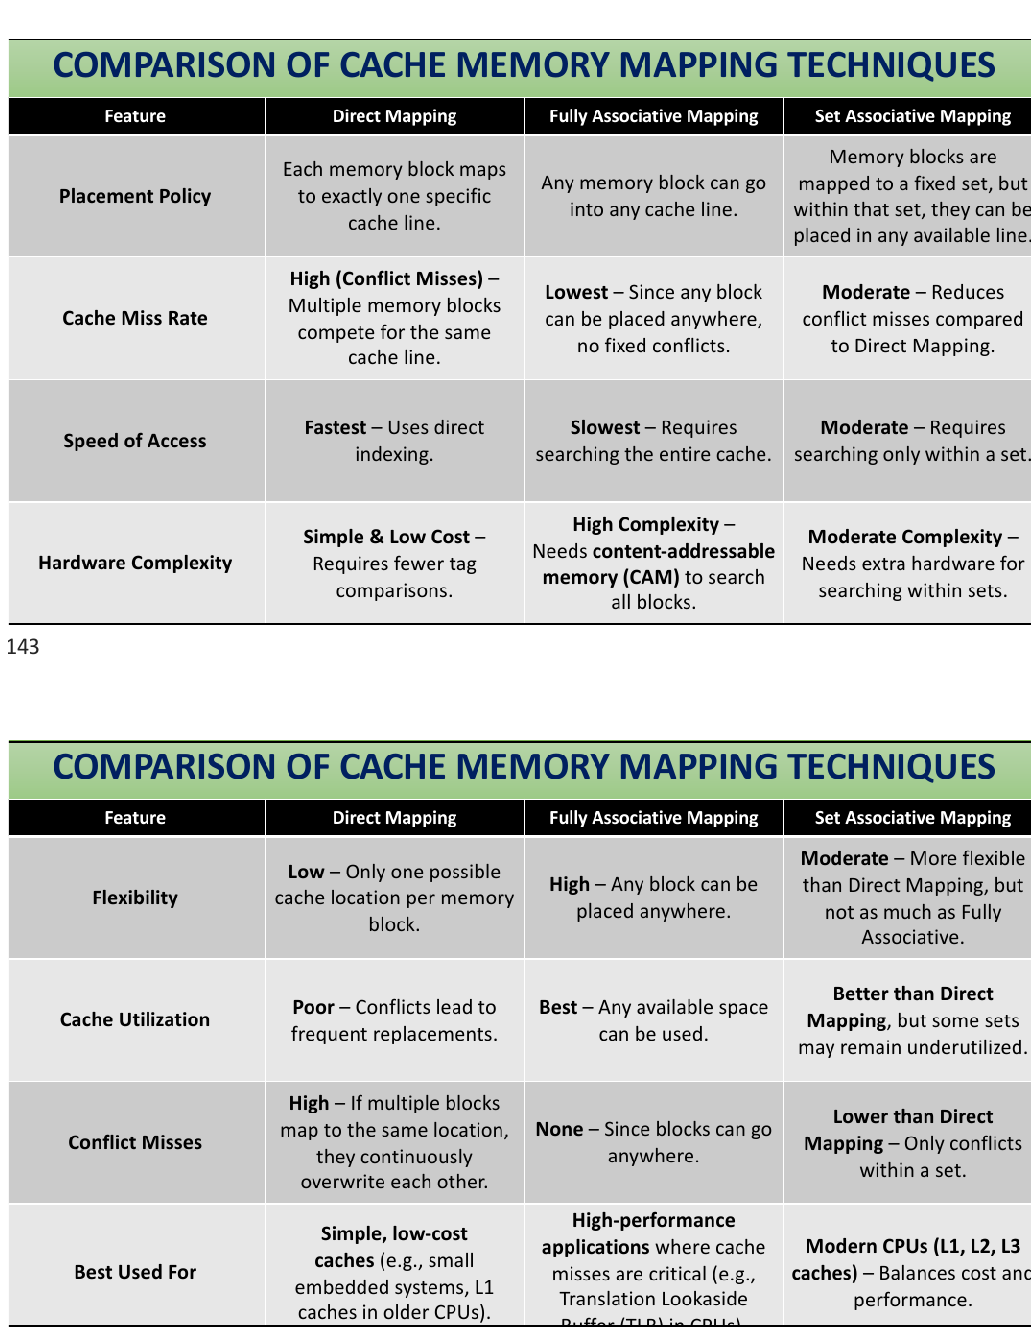 COMPARISON OF CACHE MEMORY MAPPING TECHNIQUES
Feature
Direct Mapping
Fully Associative Mapping
Set Associative Mapping
Placement Policy
Each memory block maps
to exactly one specific
cache line.
Any memory block can go
into any cache line.
Memory blocks are
mapped to a fixed set, but
within that set, they can be
placed in any available line.
Cache Miss Rate
High (Conflict Misses) –
Multiple memory blocks
compete for the same
cache line.
Lowest – Since any block
can be placed anywhere,
no fixed conflicts.
Moderate – Reduces
conflict misses compared
to Direct Mapping.
Speed of Access
Fastest – Uses direct
indexing.
Slowest – Requires
searching the entire cache.
Moderate – Requires
searching only within a set.
Hardware Complexity
Simple & Low Cost –
Requires fewer tag
comparisons.
High Complexity –
Needs content-addressable
memory (CAM) to search
all blocks.
Moderate Complexity –
Needs extra hardware for
searching within sets.
143
COMPARISON OF CACHE MEMORY MAPPING TECHNIQUES
Feature
Direct Mapping
Fully Associative Mapping
Set Associative Mapping
Flexibility
Low – Only one possible
cache location per memory
block.
High – Any block can be
placed anywhere.
Moderate – More flexible
than Direct Mapping, but
not as much as Fully
Associative.
Cache Utilization
Poor – Conflicts lead to
frequent replacements.
Best – Any available space
can be used.
Better than Direct
Mapping, but some sets
may remain underutilized.
Conflict Misses
High – If multiple blocks
map to the same location,
they continuously
overwrite each other.
None – Since blocks can go
anywhere.
Lower than Direct
Mapping – Only conflicts
within a set.
Best Used For
Simple, low-cost
caches (e.g., small
embedded systems, L1
caches in older CPUs).
High-performance
applications where cache
misses are critical (e.g.,
Translation Lookaside
Buffer (TLB) in CPUs)
Modern CPUs (L1, L2, L3
caches) – Balances cost and
performance.